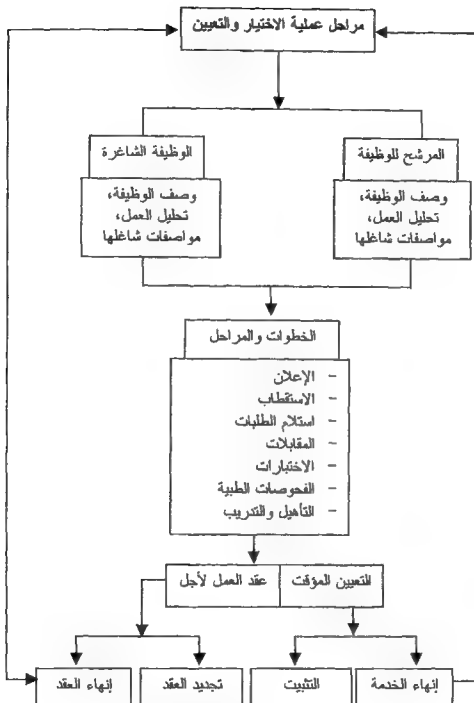 مراحل عملية الاختيار والتعيين
المرشح للوظيفة
وصف الوظيفة،
تحليل العمل،
مواصفات شاغلها
الوظيفة الشاغرة
وصف الوظيفة،
تحليل العمل،
مواصفات شاغلها
الخطوات والمراحل
- الإعلان
- الاستقطاب
- استلام الطلبات
- المقابلات
- الاختبارات
- الفحوصات الطبية
- التأهيل والتدريب
التعيين المؤقت
عقد العمل لأجل
إنهاء الخدمة
التثبيت
تجديد العقد
إنهاء العقد